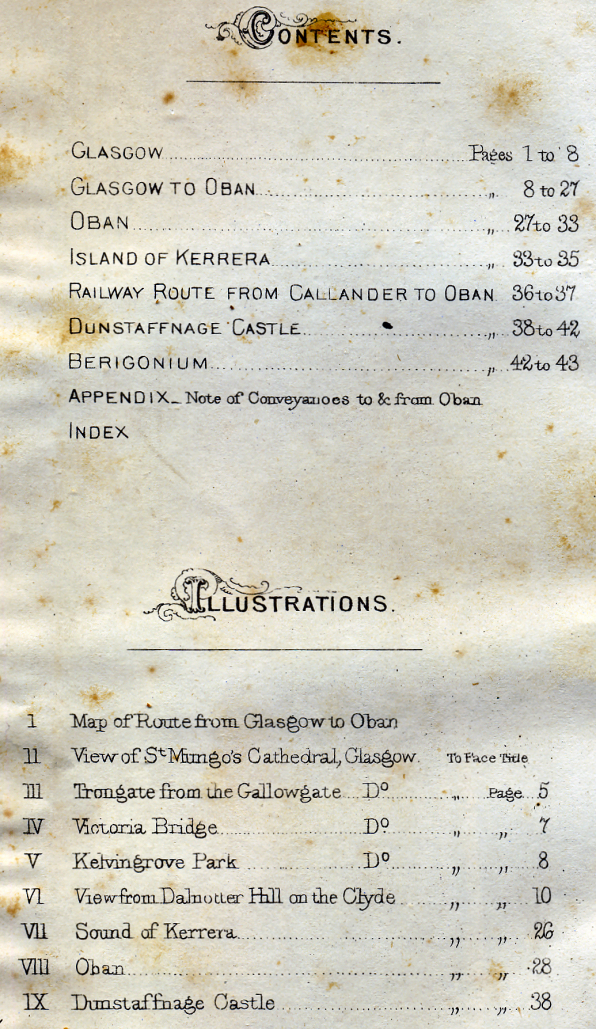 CONTENTS.
GLASGOW Pages 1 to 8
GLASGOW TO OBAN „ 8 to 27
OBAN „ 27 to 33
ISLAND OF KERRERA „ 33 to 35
RAILWAY ROUTE FROM CALLANDER TO OBAN 36 to 37
DUNSTAFFNAGE CASTLE „ 38 to 42
BERIGONIUM „ 42 to 43
APPENDIX_ Note of Conveyances to & from Oban
INDEX
ILLUSTRATIONS.
I Map of Route from Glasgow to Oban
II View of St Mungo's Cathedral, Glasgow. To Face Title
III Trongate from the Gallowgate Do „ Page 5
IV Victoria Bridge Do „ „ 7
V Kelvingrove Park Do „ „ 8
VI View from Dalnotter Hill on the Clyde „ „ 10
VII Sound of Kerrera „ „ 26
VIII Oban „ „ 28
IX Dunstaffnage Castle „ „ 38